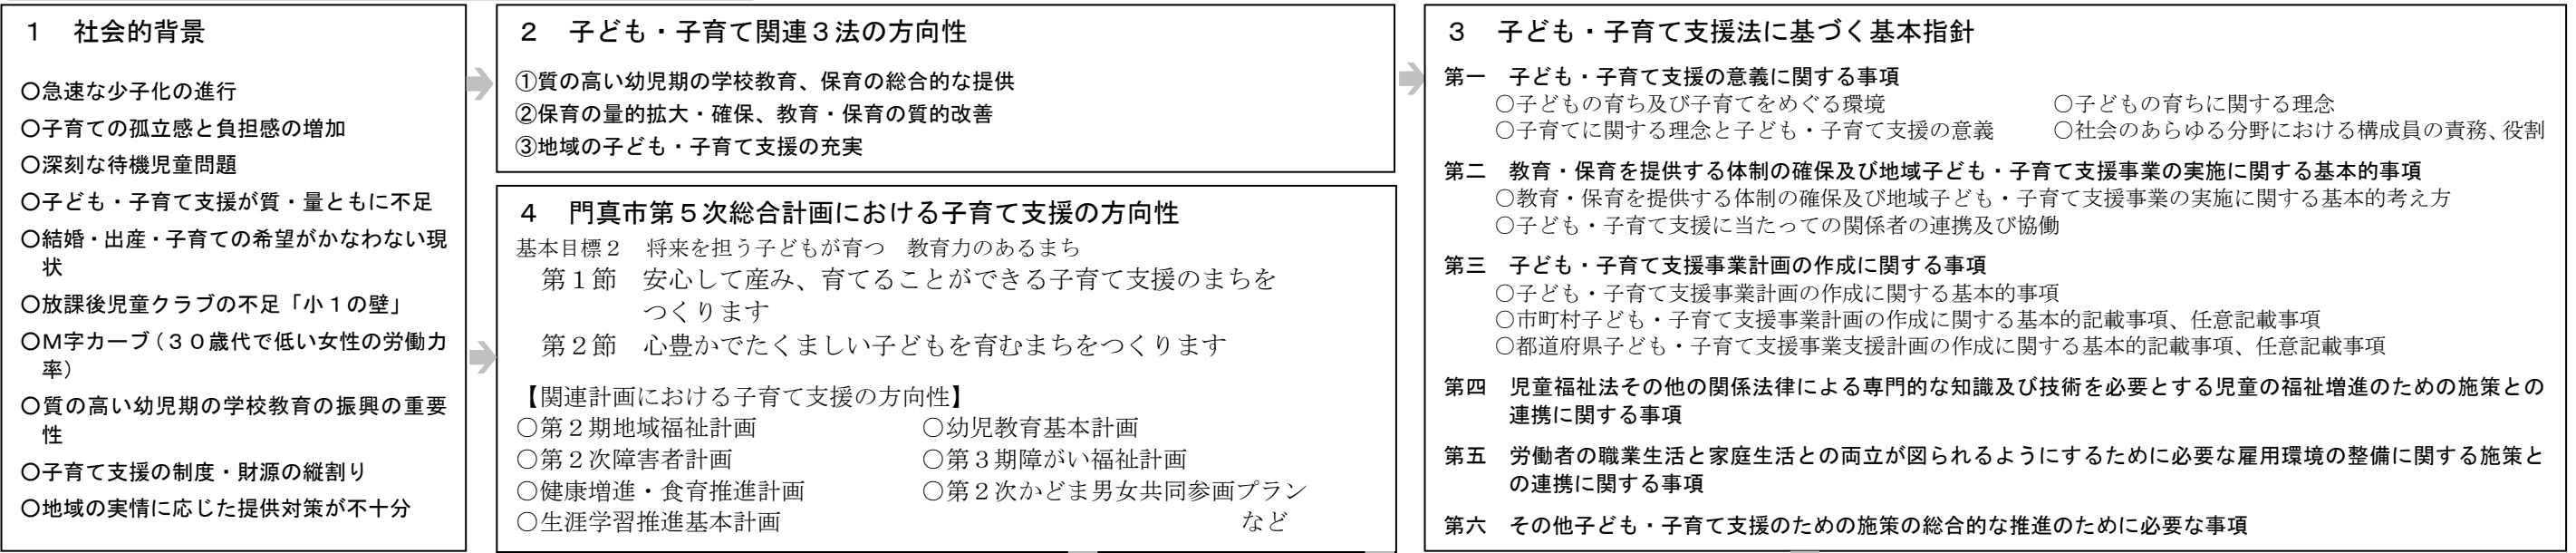 １　社会的背景
○急速な少子化の進行
○子育ての孤立感と負担感の増加
○深刻な待機児童問題
○子ども・子育て支援が質・量ともに不足
○結婚・出産・子育ての希望がかなわない現
状
○放課後児童クラブの不足「小１の壁」
○Ｍ字カーブ（３０歳代で低い女性の労働力
率）
○質の高い幼児期の学校教育の振興の重要
性
○子育て支援の制度・財源の縦割り
○地域の実情に応じた提供対策が不十分
２　子ども・子育て関連３法の方向性
①質の高い幼児期の学校教育、保育の総合的な提供
②保育の量的拡大・確保、教育・保育の質的改善
③地域の子ども・子育て支援の充実
４　門真市第５次総合計画における子育て支援の方向性
基本目標２　将来を担う子どもが育つ　教育力のあるまち
第１節　安心して産み、育てることができる子育て支援のまちを
つくります
第２節　心豊かでたくましい子どもを育むまちをつくります
【関連計画における子育て支援の方向性】
○第２期地域福祉計画　○幼児教育基本計画
○第２次障害者計画　○第３期障がい福祉計画
○健康増進・食育推進計画　○第２次かどま男女共同参画プラン
○生涯学習推進基本計画　など
３　子ども・子育て支援法に基づく基本指針
第一　子ども・子育て支援の意義に関する事項
○子どもの育ち及び子育てをめぐる環境　○子どもの育ちに関する理念
○子育てに関する理念と子ども・子育て支援の意義　○社会のあらゆる分野における構成員の責務、役割
第二　教育・保育を提供する体制の確保及び地域子ども・子育て支援事業の実施に関する基本的事項
○教育・保育を提供する体制の確保及び地域子ども・子育て支援事業の実施に関する基本的考え方
○子ども・子育て支援に当たっての関係者の連携及び協働
第三　子ども・子育て支援事業計画の作成に関する事項
○子ども・子育て支援事業計画の作成に関する基本的事項
○市町村子ども・子育て支援事業計画の作成に関する基本的記載事項、任意記載事項
○都道府県子ども・子育て支援事業支援計画の作成に関する基本的記載事項、任意記載事項
第四　児童福祉法その他の関係法律による専門的な知識及び技術を必要とする児童の福祉増進のための施策との
連携に関する事項
第五　労働者の職業生活と家庭生活との両立が図られるようにするために必要な雇用環境の整備に関する施策と
の連携に関する事項
第六　その他子ども・子育て支援のための施策の総合的な推進のために必要な事項